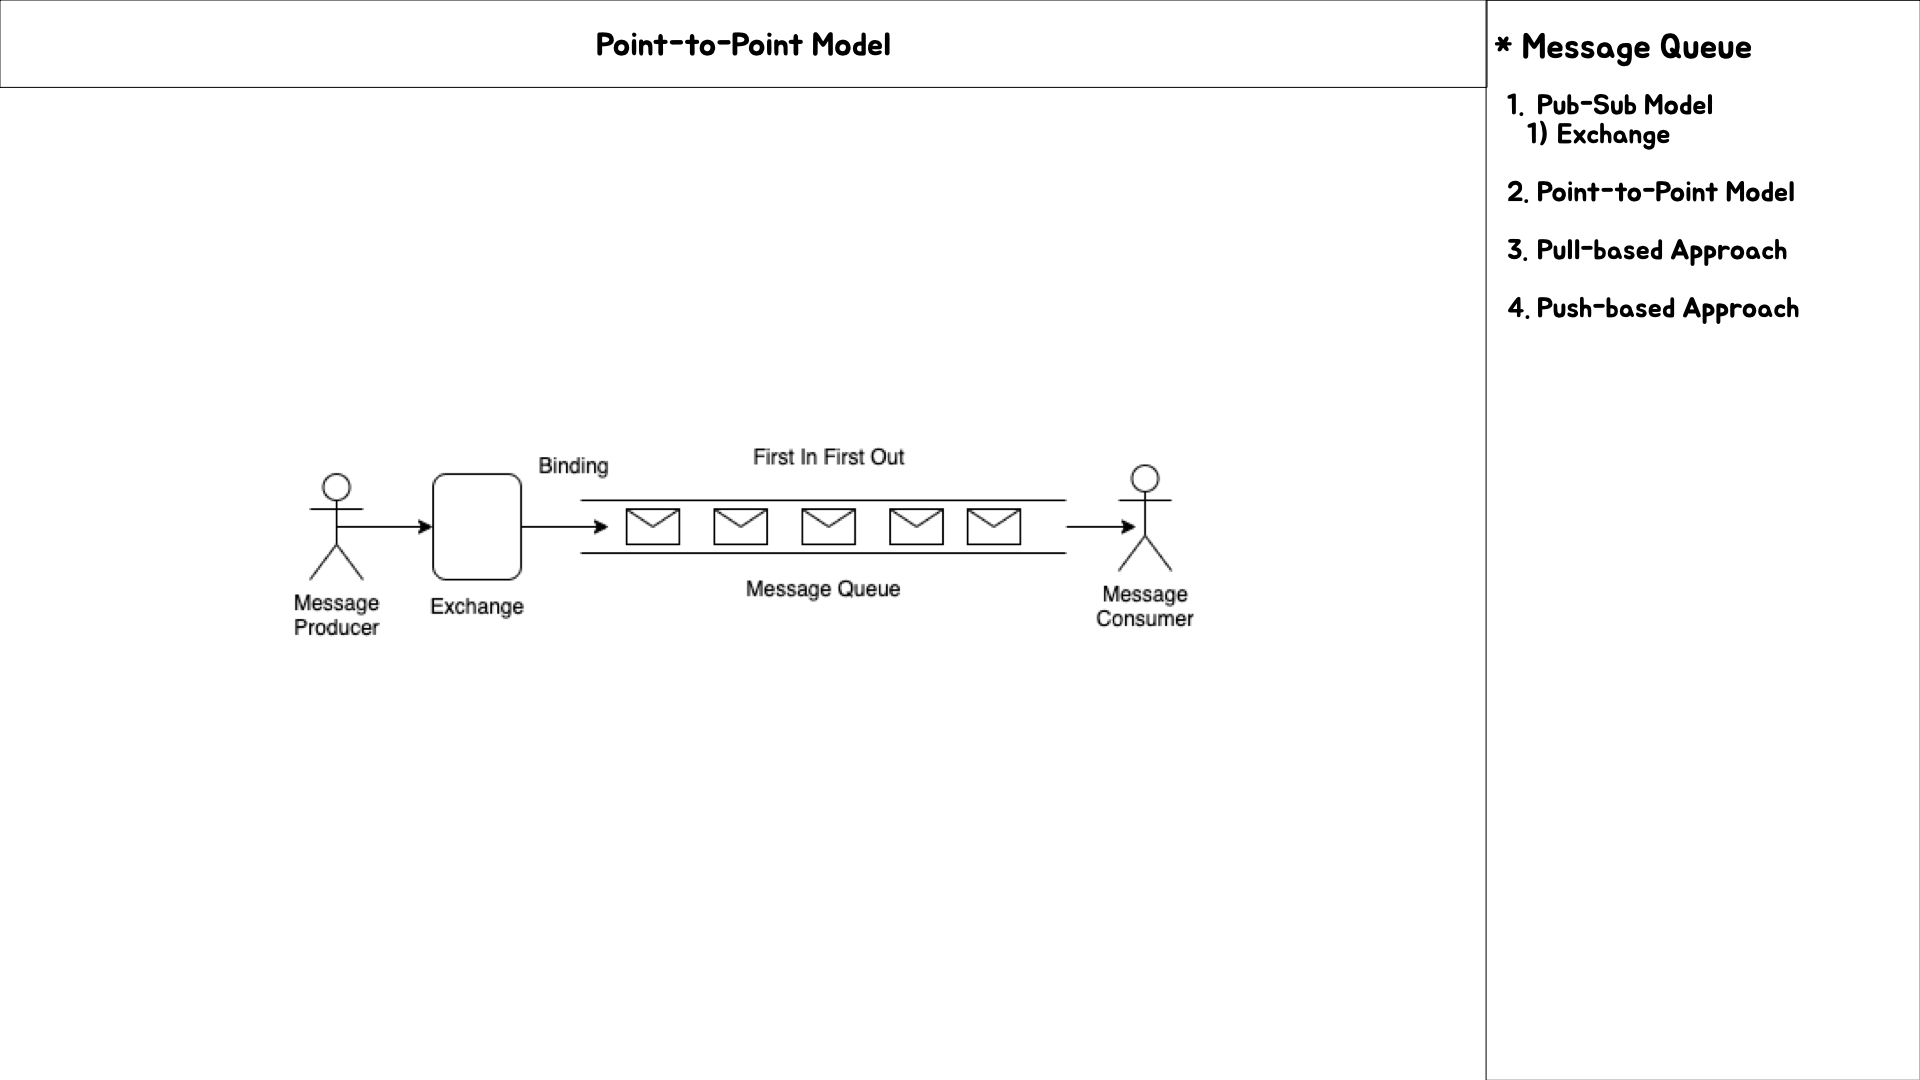 Point-to-Point Model
* Message Queue
1. Pub-Sub Model
1) Exchange
2. Point-to-Point Model
3. Pull-based Approach
4. Push-based Approach
Binding
First In First Out
Message
Producer
Exchange
Message Queue
Message
Consumer